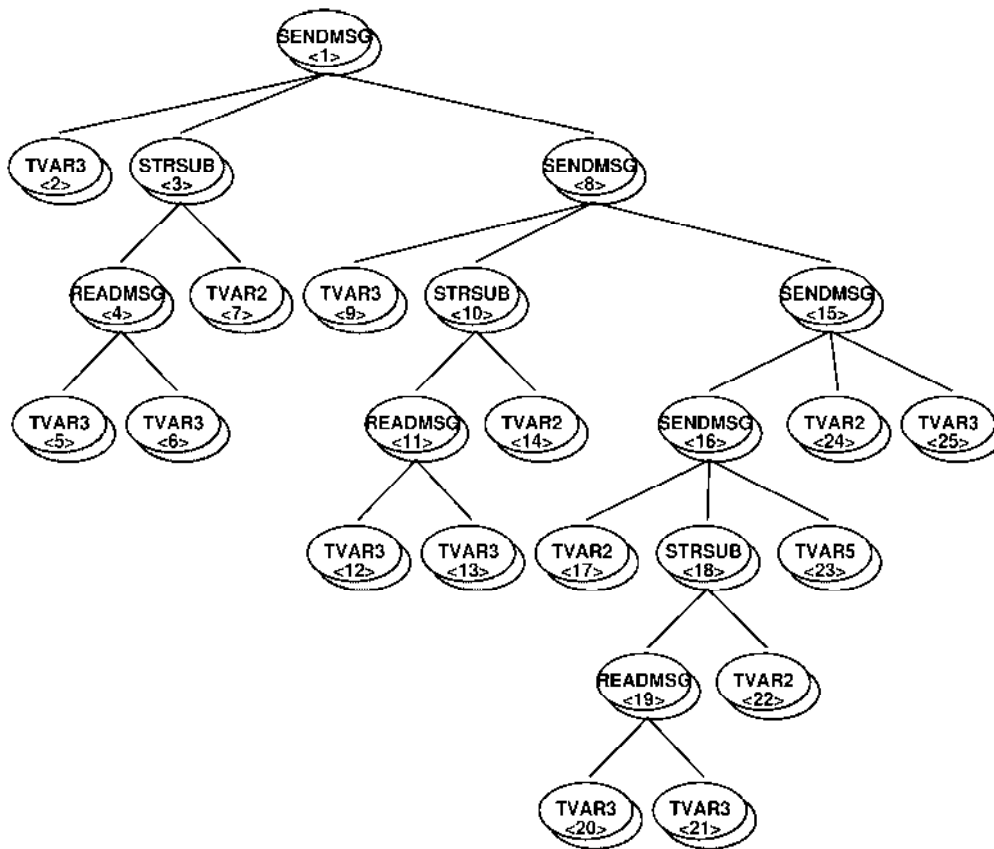 SENDMSG
<1>
TVAR3
<2>
STRSUB
<3>
SENDMSG
<8>
READMSG
<4>
TVAR2
<7>
TVAR3
<9>
STRSUB
<10>
SENDMSG
<15>
TVAR3
<5>
TVAR3
<6>
READMSG
<11>
TVAR2
<14>
SENDMSG
<16>
TVAR2
<24>
TVAR3
<25>
TVAR3
<12>
TVAR3
<13>
TVAR2
<17>
STRSUB
<18>
TVAR5
<23>
READMSG
<19>
TVAR2
<22>
TVAR3
<20>
TVAR3
<21>